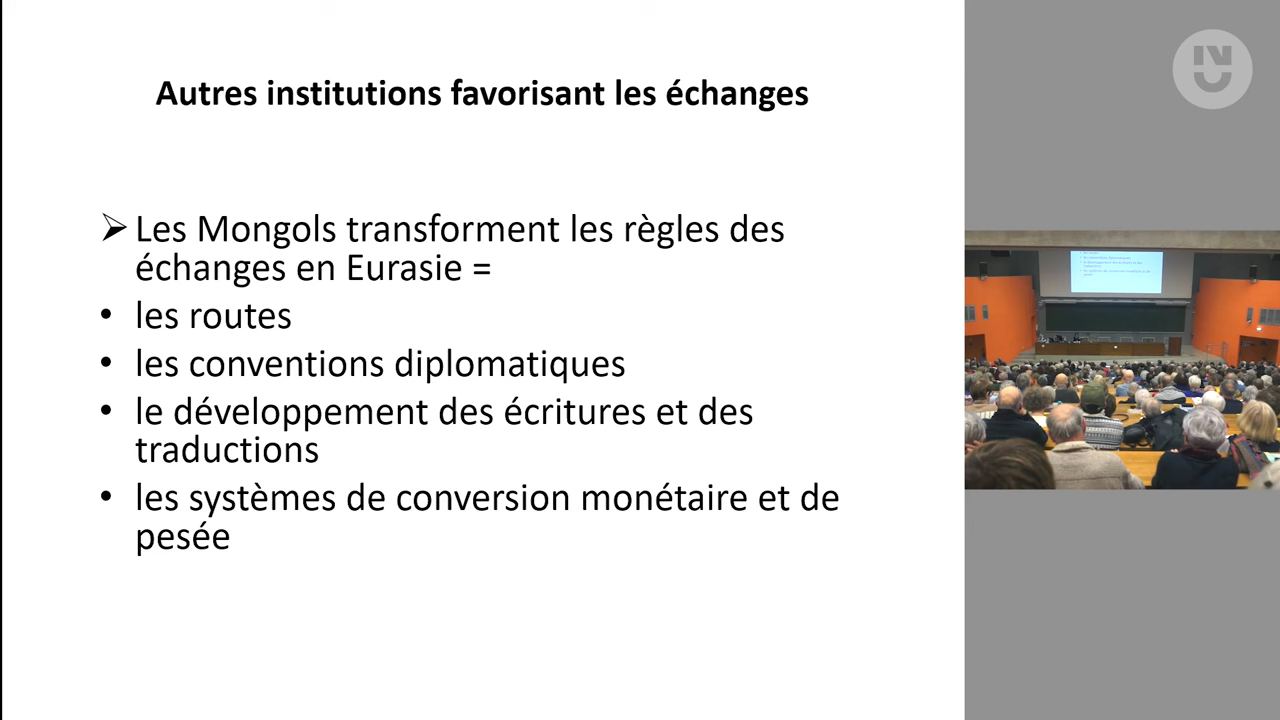 Autres institutions favorisant les échanges
➢ Les Mongols transforment les règles des
échanges en Eurasie =
• les routes
• les conventions diplomatiques
• le développement des écritures et des
traductions
• les systèmes de conversion monétaire et de
pesée